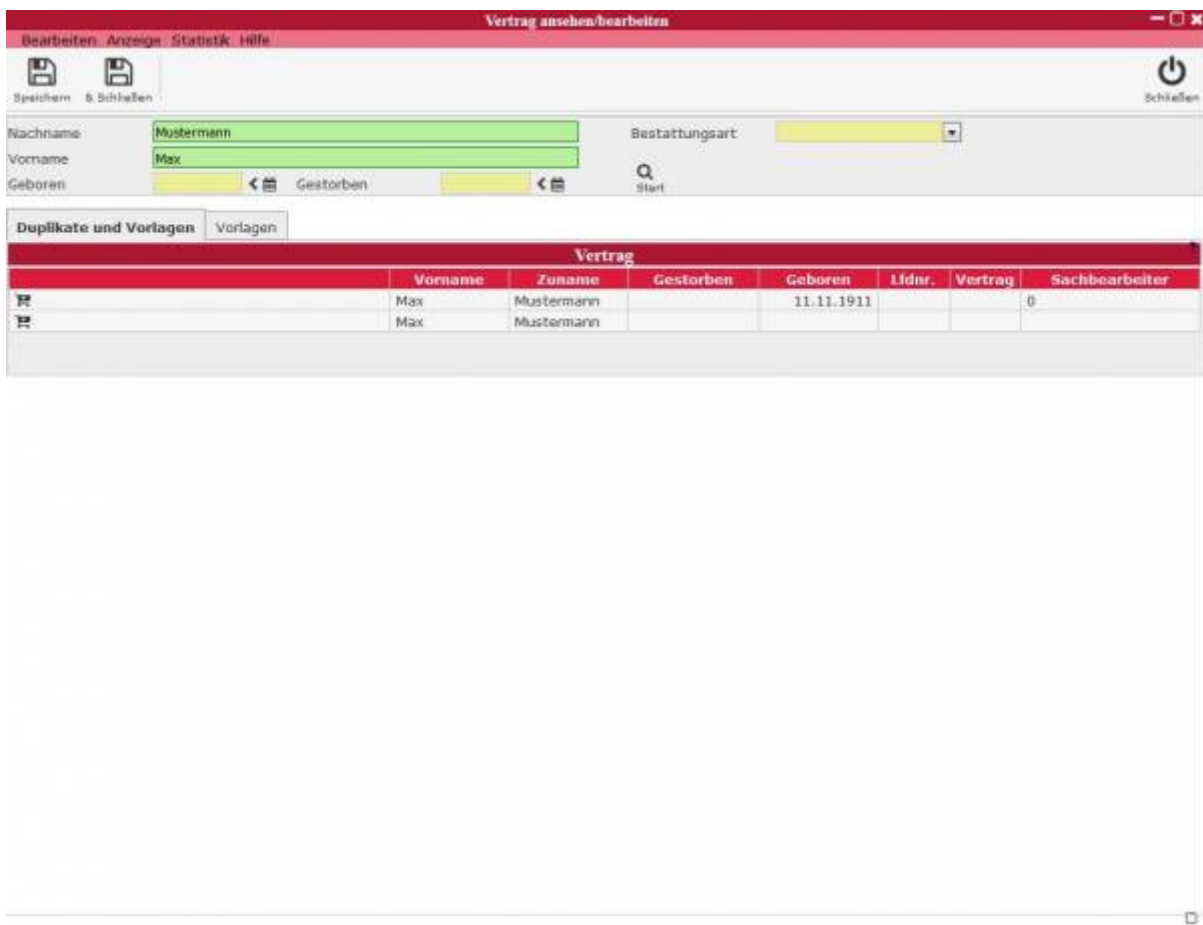 Vertrag ansehen/bearbeiten
Bearbeiten Anzeige Statistik Hilfe
Speichern & Schließen Schließen
Nachname Mustermann Bestattungsart
Vorname Max
Geboren Gestorben Start
Duplikate und Vorlagen Vorlagen
Vertrag
Vorname Zuname Gestorben Geboren Lfdnr. Vertrag Sachbearbeiter
Max Mustermann 11.11.1911 0
Max Mustermann